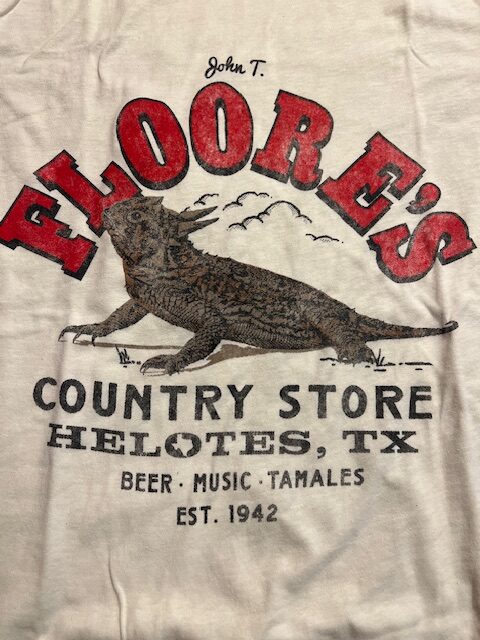 John T.
FLOORE'S
COUNTRY STORE
HELOTES, TX
BEER · MUSIC · TAMALES
EST. 1942